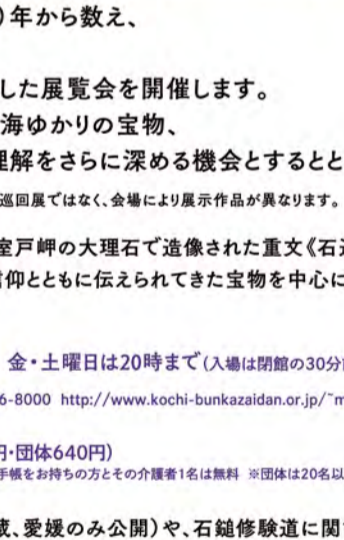 )年から数え、
した展覧会を開催します。
海ゆかりの宝物、
理解をさらに深める機会とするとと
巡回展ではなく、会場により展示作品が異なります。
室戸岬の大理石で造像された重文《石造
信仰とともに伝えられてきた宝物を中心に
金・土曜日は20時まで(入場は閉館の30分前
6-8000 http://www.kochi-bunkazaidan.or.jp/~m
円・団体640円)
手帳をお持ちの方とその介護者1名は無料 ※団体は20名以
蔵、愛媛のみ公開)や、石鎚修験道に関